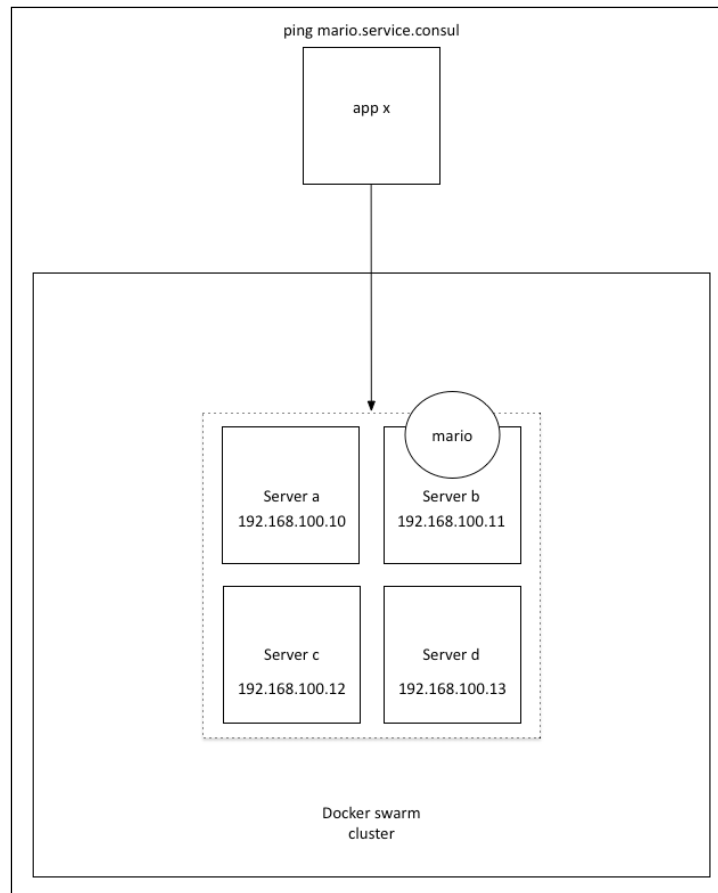 ping mario.service.consul
app x
mario
Server a
192.168.100.10
Server b
192.168.100.11
Server c
192.168.100.12
Server d
192.168.100.13
Docker swarm
cluster